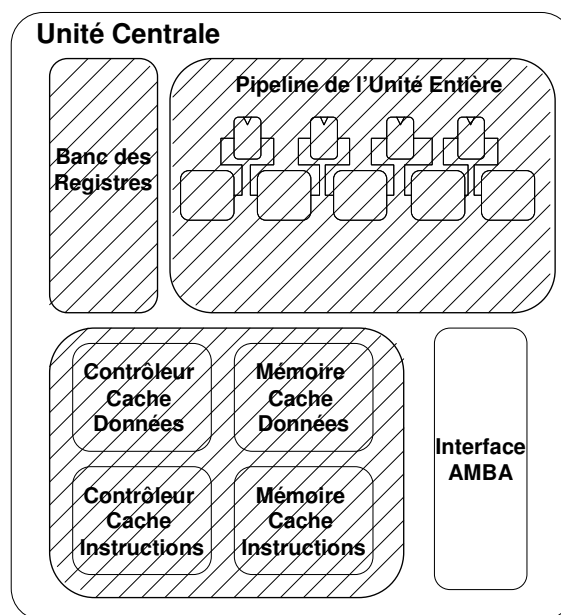 Unité Centrale
Pipeline de l'Unité Entière
Banc des
Registres
Contrôleur
Cache
Données
Mémoire
Cache
Données
Interface
AMBA
Contrôleur
Cache
Instructions
Mémoire
Cache
Instructions